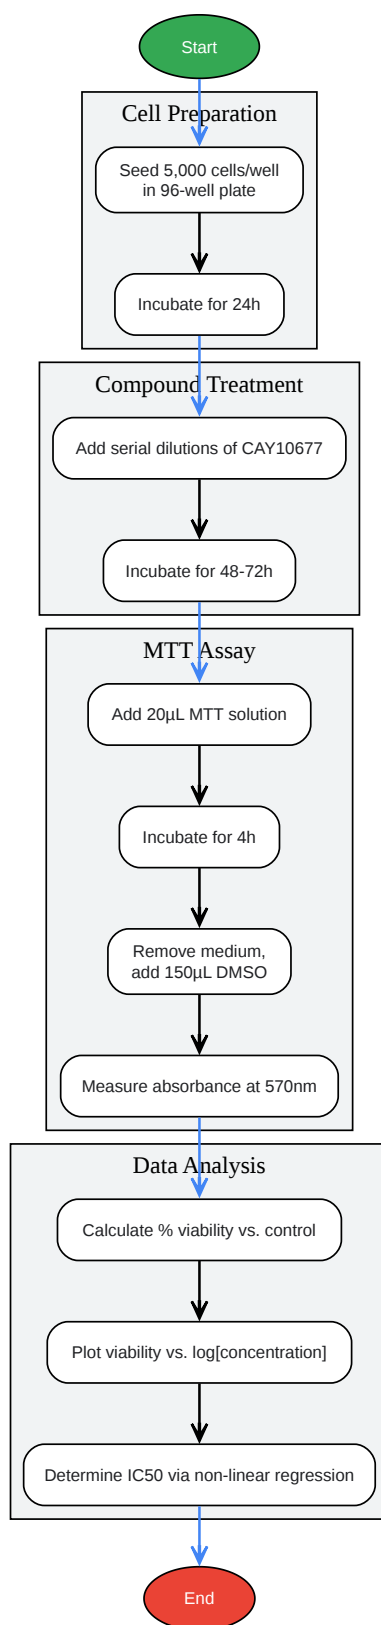 Start
Cell Preparation
Seed 5,000 cells/well
in 96-well plate
Incubate for 24h
Compound Treatment
Add serial dilutions of CAY10677
Incubate for 48-72h
MTT Assay
Add 20µL MTT solution
Incubate for 4h
Remove medium,
add 150µL DMSO
Measure absorbance at 570nm
Data Analysis
Calculate % viability vs. control
Plot viability vs. log[concentration]
Determine IC50 via non-linear regression
End